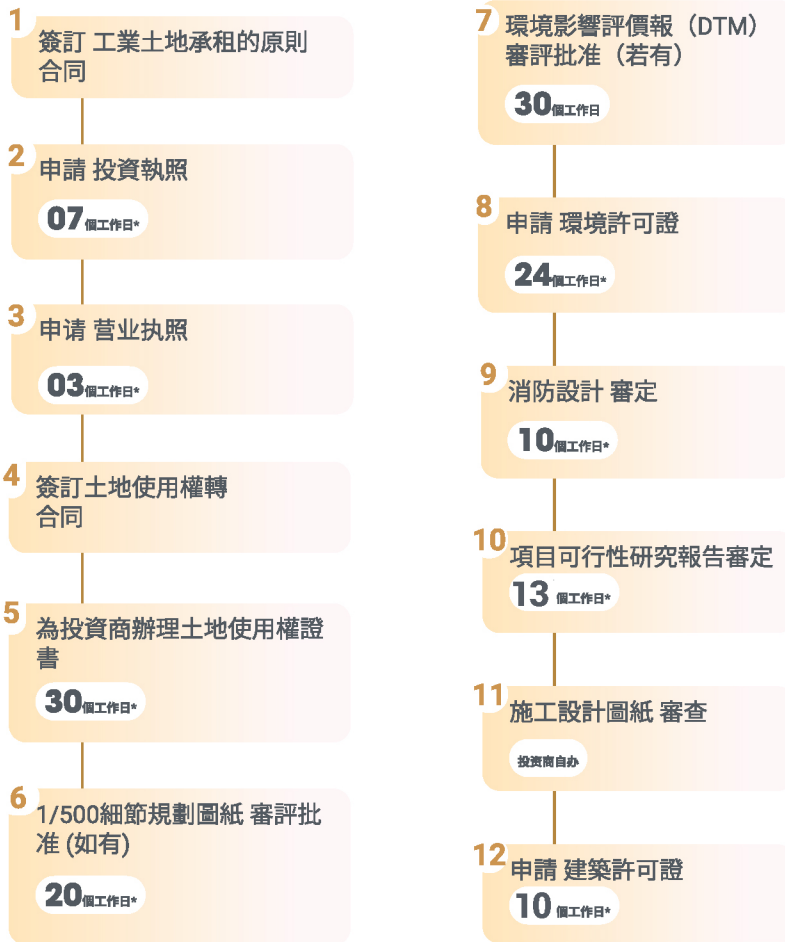 1
簽訂 工業土地承租的原則
合同
2
申請 投資執照
07個工作日*
3
申请 营业执照
03個工作日*
4
簽訂土地使用權轉
合同
5
為投資商辦理土地使用權證
書
30個工作日*
6
1/500細節規劃圖紙 審評批
准 (如有)
20個工作日*
7
環境影響評價報（DTM）
審評批准（若有）
30個工作日
8
申請 環境許可證
24個工作日*
9
消防設計 審定
10個工作日*
10
項目可行性研究報告審定
13 個工作日*
11
施工設計圖紙 審查
投资商自办
12
申請 建築許可證
10 個工作日*